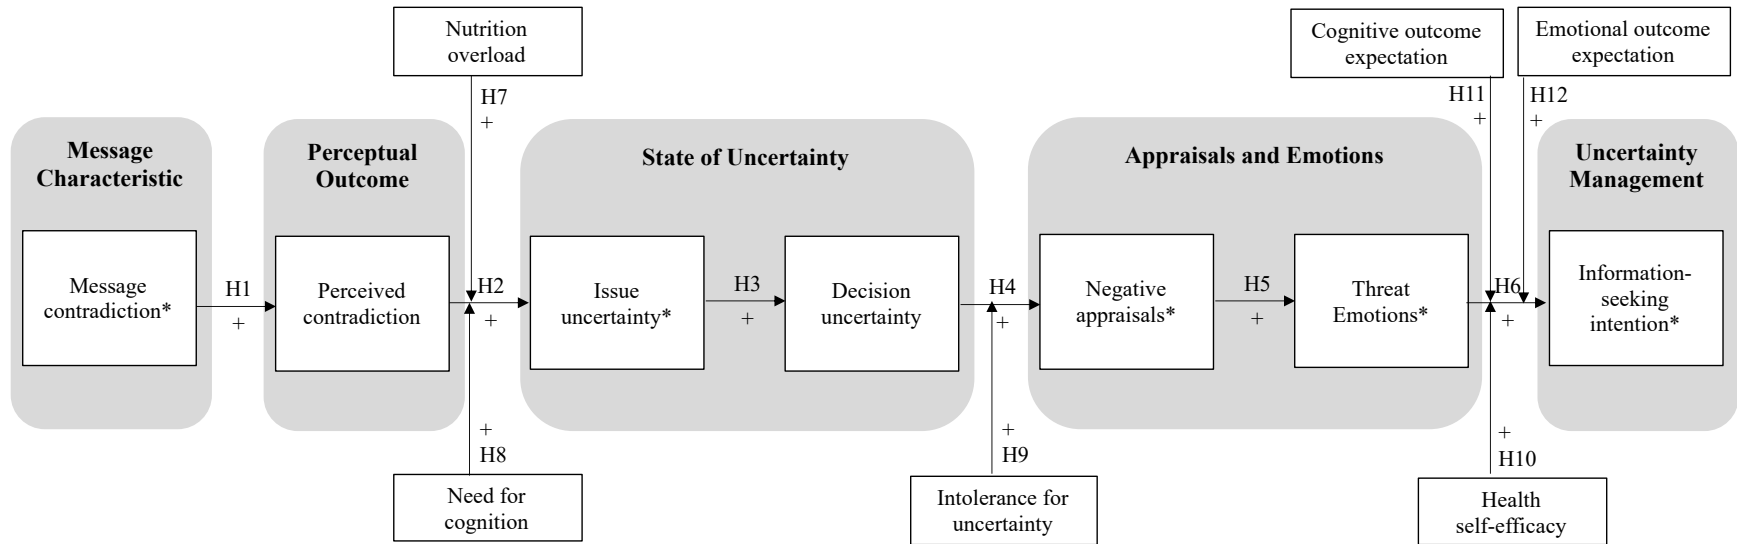 Nutrition
overload
Cognitive outcome
expectation
Emotional outcome
expectation
H7
+
H11
+
H12
+
Message
Characteristic
Perceptual
Outcome
State of Uncertainty
Appraisals and Emotions
Uncertainty
Management
Message
contradiction*
H1
+
Perceived
contradiction
H2
+
Issue
uncertainty*
H3
+
Decision
uncertainty
H4
+
Negative
appraisals*
H5
+
Threat
Emotions*
H6
+
Information-
seeking
intention*
+
H8
+
H9
+
H10
Need for
cognition
Intolerance for
uncertainty
Health
self-efficacy